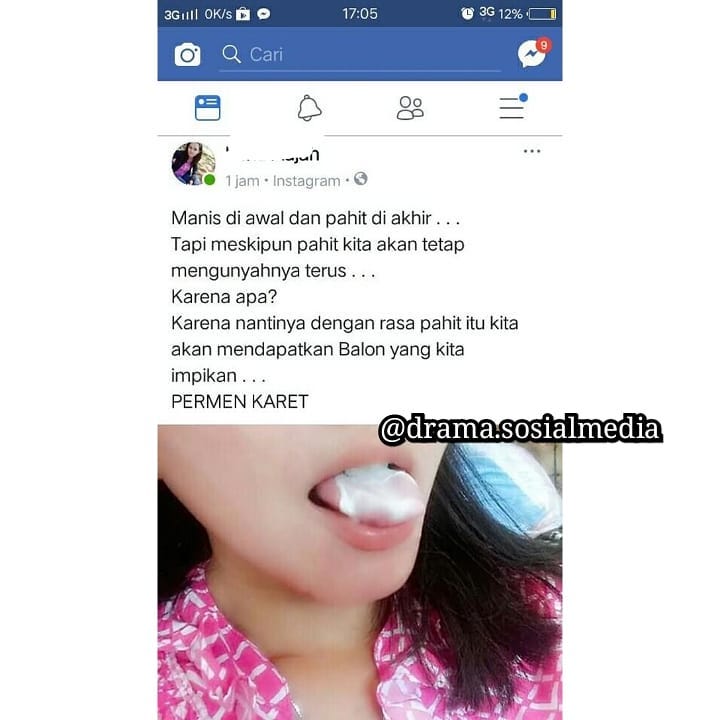 3G 0K/s 17:05 3G 12%
Cari
9
1 jam • Instagram •
Manis di awal dan pahit di akhir . . .
Tapi meskipun pahit kita akan tetap
mengunyahnya terus . . .
Karena apa?
Karena nantinya dengan rasa pahit itu kita
akan mendapatkan Balon yang kita
impikan . . .
PERMEN KARET
@drama.sosialmedia